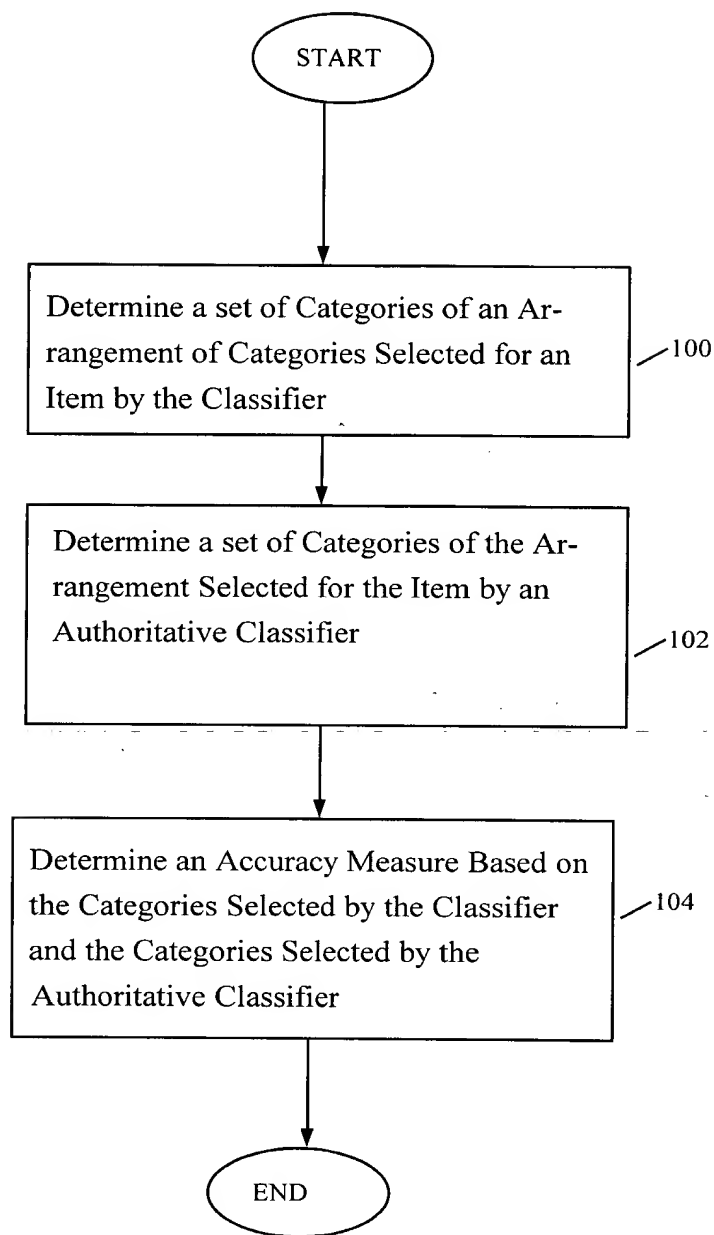 START
Determine a set of Categories of an Ar-
rangement of Categories Selected for an
Item by the Classifier
100
Determine a set of Categories of the Ar-
rangement Selected for the Item by an
Authoritative Classifier
102
Determine an Accuracy Measure Based on
the Categories Selected by the Classifier
and the Categories Selected by the
Authoritative Classifier
104
END